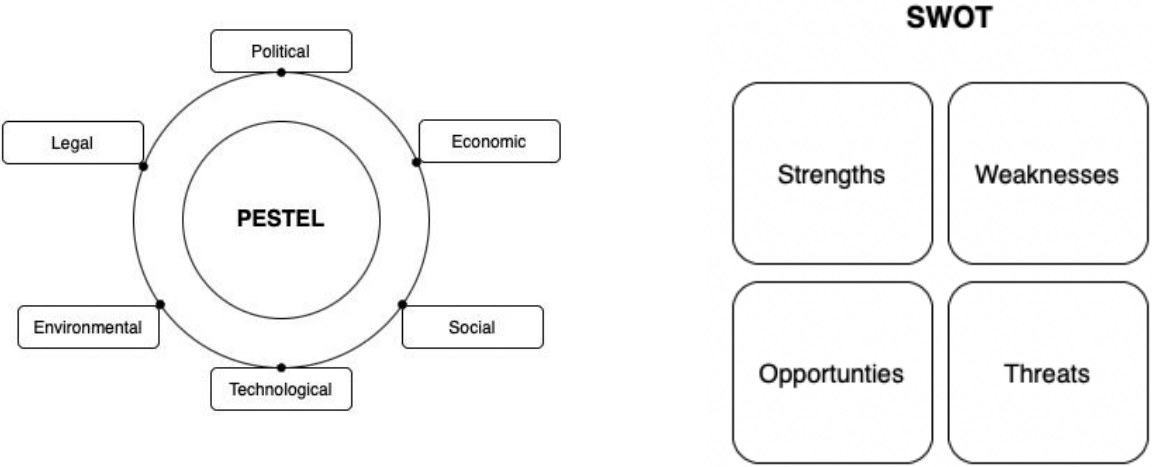 Political
Legal
Economic
PESTEL
Environmental
Social
Technological
SWOT
Strengths
Weaknesses
Opportunties
Threats